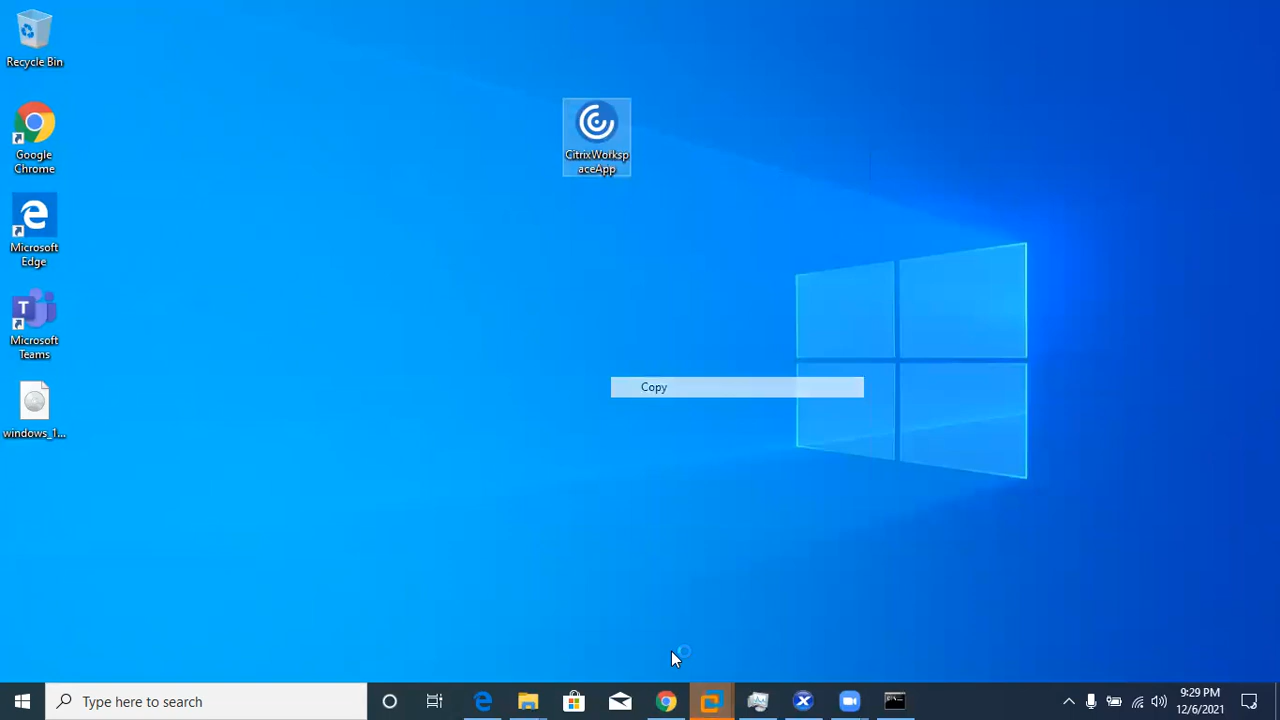 Recycle Bin
Google
Chrome
Microsoft
Edge
Microsoft
Teams
windows_1...
CitrixWorksp
aceApp
Copy
Type here to search
9:29 PM
12/6/2021